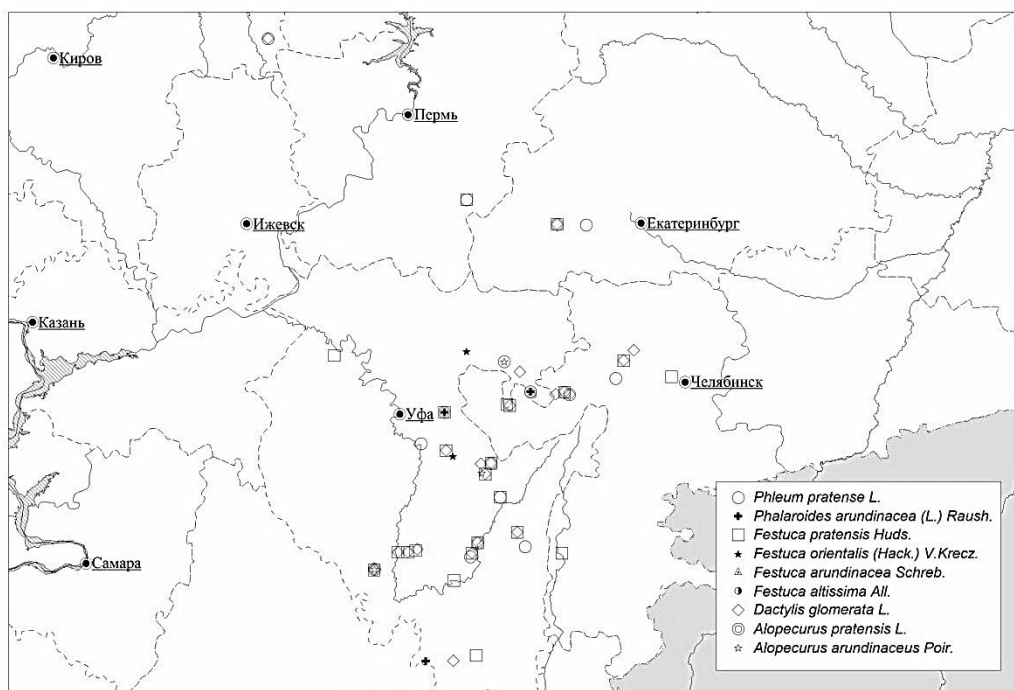 Киров
Пермь
Ижевск
Екатеринбург
Казань
Челябинск
Уфа
Самара
Phleum pratense L.
Phalaroides arundinacea (L.) Raush.
Festuca pratensis Huds.
Festuca orientalis (Hack.) V.Krecz.
Festuca arundinacea Schreb.
Festuca altissima All.
Dactylis glomerata L.
Alopecurus pratensis L.
Alopecurus arundinaceus Poir.